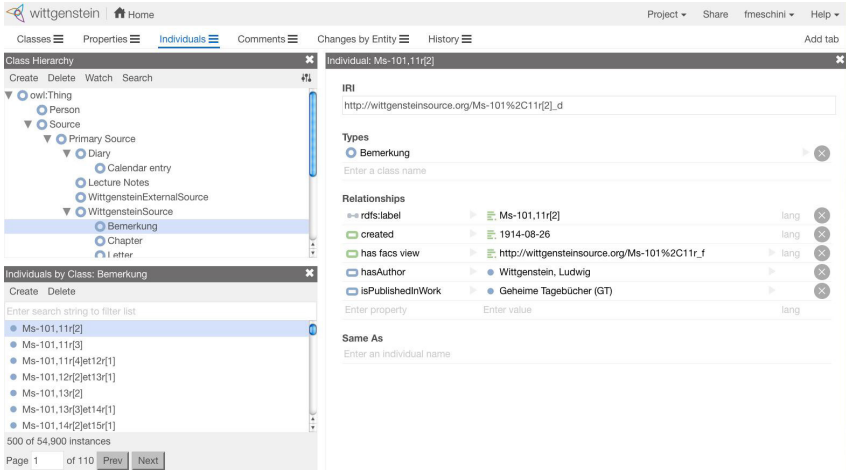 wittgenstein Home Project Share fmeschini Help
Classes Properties Individuals Comments Changes by Entity History Add tab
Class Hierarchy
Create Delete Watch Search
owl:Thing
Person
Source
Primary Source
Diary
Calendar entry
Lecture Notes
WittgensteinExternalSource
WittgensteinSource
Bemerkung
Chapter
Letter
Individuals by Class: Bemerkung
Create Delete
Enter search string to filter list
Ms-101,11r[2]
Ms-101,11r[3]
Ms-101,11r[4]et12r[1]
Ms-101,12r[2]et13r[1]
Ms-101,13r[2]
Ms-101,13r[3]et14r[1]
Ms-101,14r[2]et15r[1]
500 of 54,900 instances
Page 1 of 110 Prev Next
Individual: Ms-101,11r[2]
IRI
http://wittgensteinsource.org/Ms-101%2C11r[2]_d
Types
Bemerkung
Enter a class name
Relationships
rdfs:label Ms-101,11r[2] lang
created 1914-08-26
has facs view http://wittgensteinsource.org/Ms-101%2C11r_f lang
hasAuthor Wittgenstein, Ludwig
isPublishedInWork Geheime Tagebücher (GT)
Enter property Enter value lang
Same As
Enter an individual name